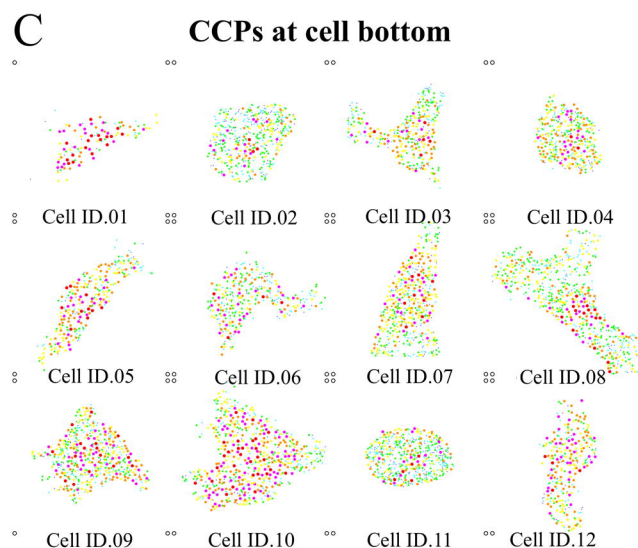 C
CCPs at cell bottom
Cell ID.01
Cell ID.02
Cell ID.03
Cell ID.04
Cell ID.05
Cell ID.06
Cell ID.07
Cell ID.08
Cell ID.09
Cell ID.10
Cell ID.11
Cell ID.12